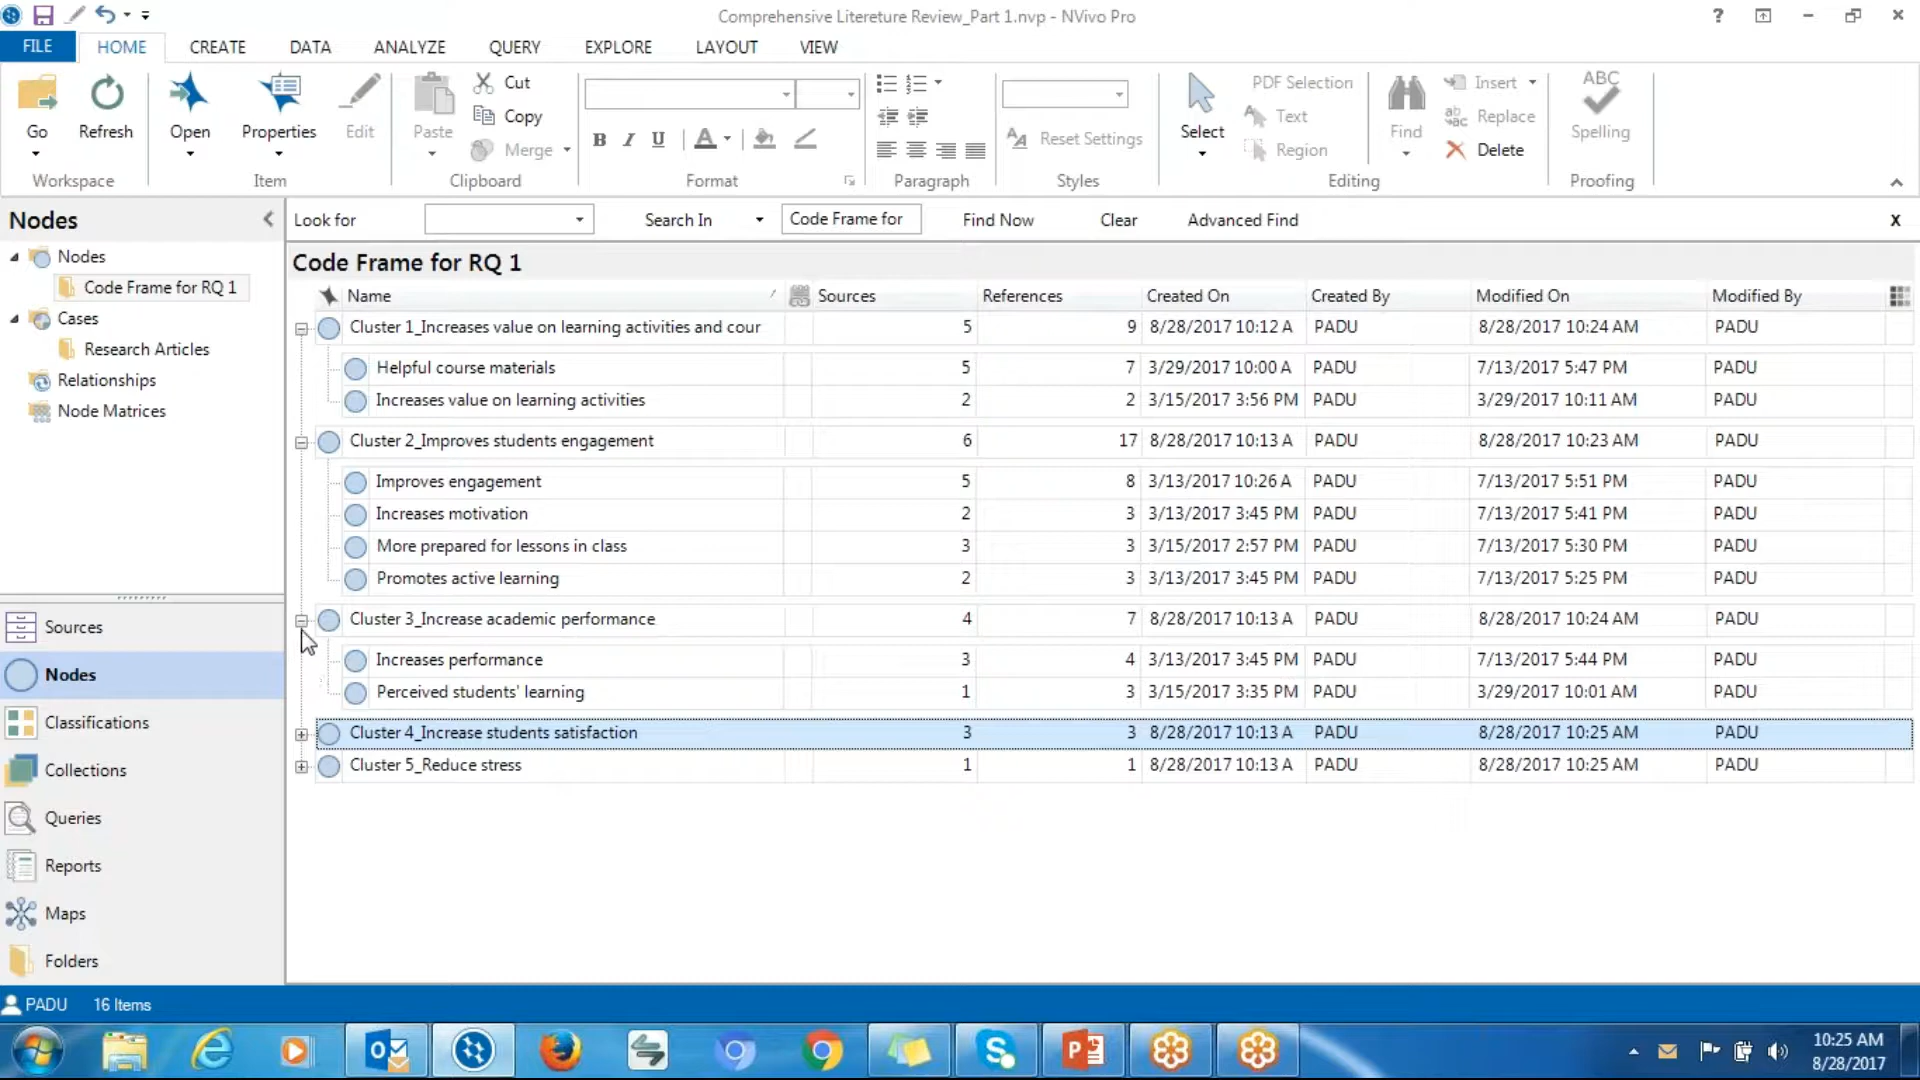 Comprehensive Litereture Review_Part 1.nvp - NVivo Pro
?
FILE HOME CREATE DATA ANALYZE QUERY EXPLORE LAYOUT VIEW
Go Refresh Open Properties Edit Paste Cut Copy Merge
B I U A
Reset Settings
Select PDF Selection Text Region
Find Insert Replace Delete
ABC
Spelling
Workspace Item Clipboard Format Paragraph Styles Editing Proofing
Nodes
Look for Search In Code Frame for Find Now Clear Advanced Find x
Nodes
Code Frame for RQ 1
Cases
Research Articles
Relationships
Node Matrices
Code Frame for RQ 1
Name Sources References Created On Created By Modified On Modified By
Cluster 1_Increases value on learning activities and cour 5 9 8/28/2017 10:12 A PADU 8/28/2017 10:24 AM PADU
Helpful course materials 5 7 3/29/2017 10:00 A PADU 7/13/2017 5:47 PM PADU
Increases value on learning activities 2 2 3/15/2017 3:56 PM PADU 3/29/2017 10:11 AM PADU
Cluster 2_Improves students engagement 6 17 8/28/2017 10:13 A PADU 8/28/2017 10:23 AM PADU
Improves engagement 5 8 3/13/2017 10:26 A PADU 7/13/2017 5:51 PM PADU
Increases motivation 2 3 3/13/2017 3:45 PM PADU 7/13/2017 5:41 PM PADU
More prepared for lessons in class 3 3 3/15/2017 2:57 PM PADU 7/13/2017 5:30 PM PADU
Promotes active learning 2 3 3/13/2017 3:45 PM PADU 7/13/2017 5:25 PM PADU
Cluster 3_Increase academic performance 4 7 8/28/2017 10:13 A PADU 8/28/2017 10:24 AM PADU
Increases performance 3 4 3/13/2017 3:45 PM PADU 7/13/2017 5:44 PM PADU
Perceived students' learning 1 3 3/15/2017 3:35 PM PADU 3/29/2017 10:01 AM PADU
Cluster 4_Increase students satisfaction 3 3 8/28/2017 10:13 A PADU 8/28/2017 10:25 AM PADU
Cluster 5_Reduce stress 1 1 8/28/2017 10:13 A PADU 8/28/2017 10:25 AM PADU
Sources
Nodes
Classifications
Collections
Queries
Reports
Maps
Folders
PADU 16 Items
10:25 AM
8/28/2017